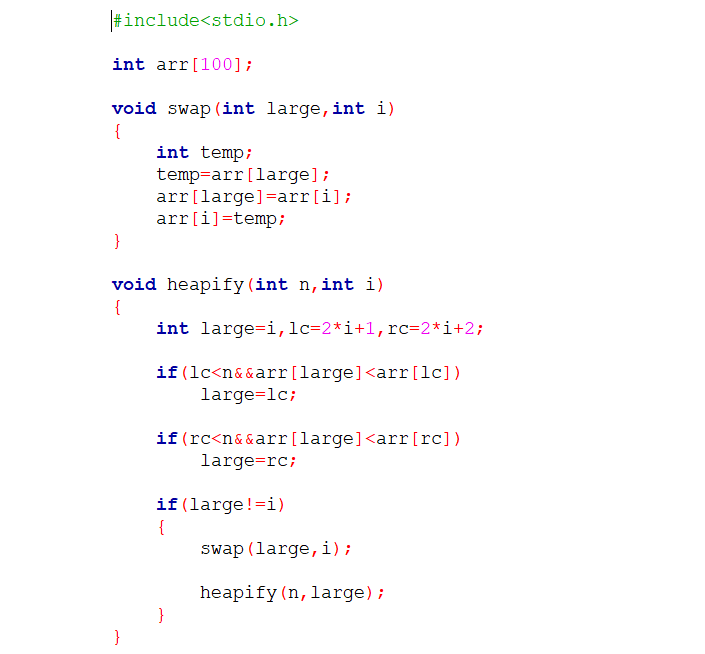 #include<stdio.h>
int arr[100];
void swap(int large,int i)
{
int temp;
temp=arr[large];
arr[large]=arr[i];
arr[i]=temp;
}
void heapify(int n,int i)
{
int large=i,lc=2*i+1,rc=2*i+2;
if(lc<n&&arr[large]<arr[lc])
large=lc;
if(rc<n&&arr[large]<arr[rc])
large=rc;
if(large!=i)
{
swap(large,i);
heapify(n,large);
}
}